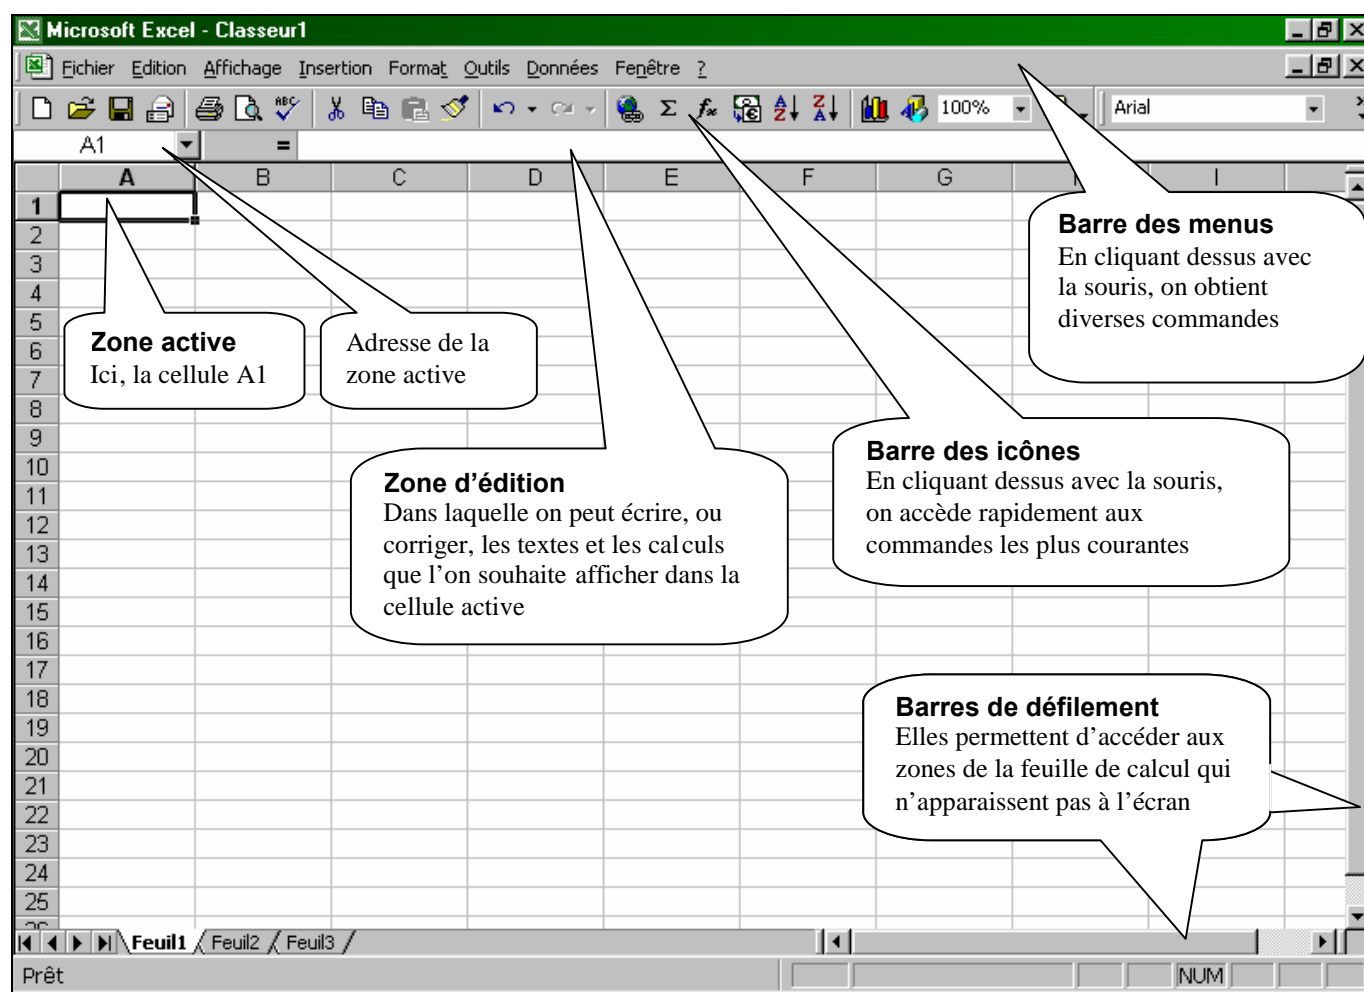 Microsoft Excel - Classeur1
Fichier Edition Affichage Insertion Format Outils Données Fenêtre ?
ABC Σ fx € A Z Z A 100% Arial
A1 =
A B C D E F G I
1
2
3
4
5
6
7
8
9
10
11
12
13
14
15
16
17
18
19
20
21
22
23
24
25
Barre des menus
En cliquant dessus avec
la souris, on obtient
diverses commandes
Zone active
Ici, la cellule A1
Adresse de la
zone active
Barre des icônes
En cliquant dessus avec la souris,
on accède rapidement aux
commandes les plus courantes
Zone d’édition
Dans laquelle on peut écrire, ou
corriger, les textes et les calculs
que l’on souhaite afficher dans la
cellule active
Barres de défilement
Elles permettent d’accéder aux
zones de la feuille de calcul qui
n’apparaissent pas à l’écran
Feuil1 Feuil2 Feuil3
Prêt NUM